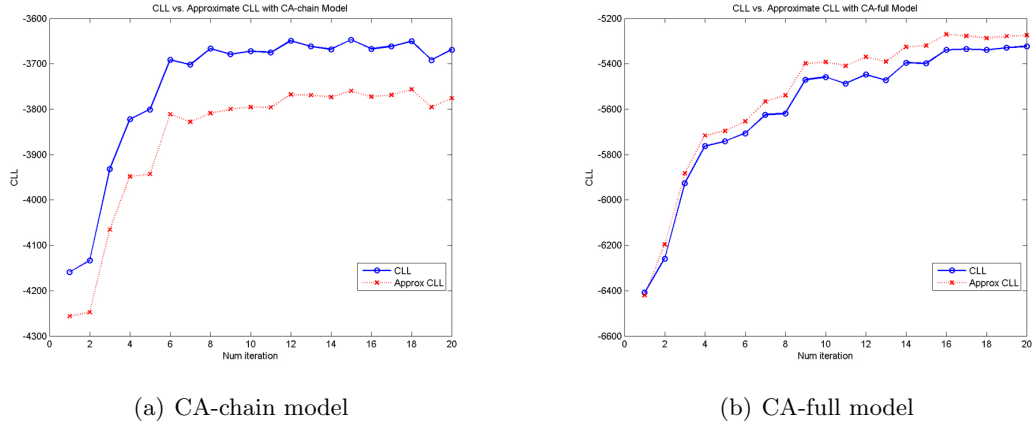 CLL vs. Approximate CLL with CA-chain Model
-3600
-3700
-3800
-3900
-4000
-4100
-4200
-4300
CLL
0 2 4 6 8 10 12 14 16 18 20
Num iteration
CLL
Approx CLL
(a) CA-chain model
CLL vs. Approximate CLL with CA-full Model
-5200
-5400
-5600
-5800
-6000
-6200
-6400
-6600
CLL
0 2 4 6 8 10 12 14 16 18 20
Num iteration
CLL
Approx CLL
(b) CA-full model